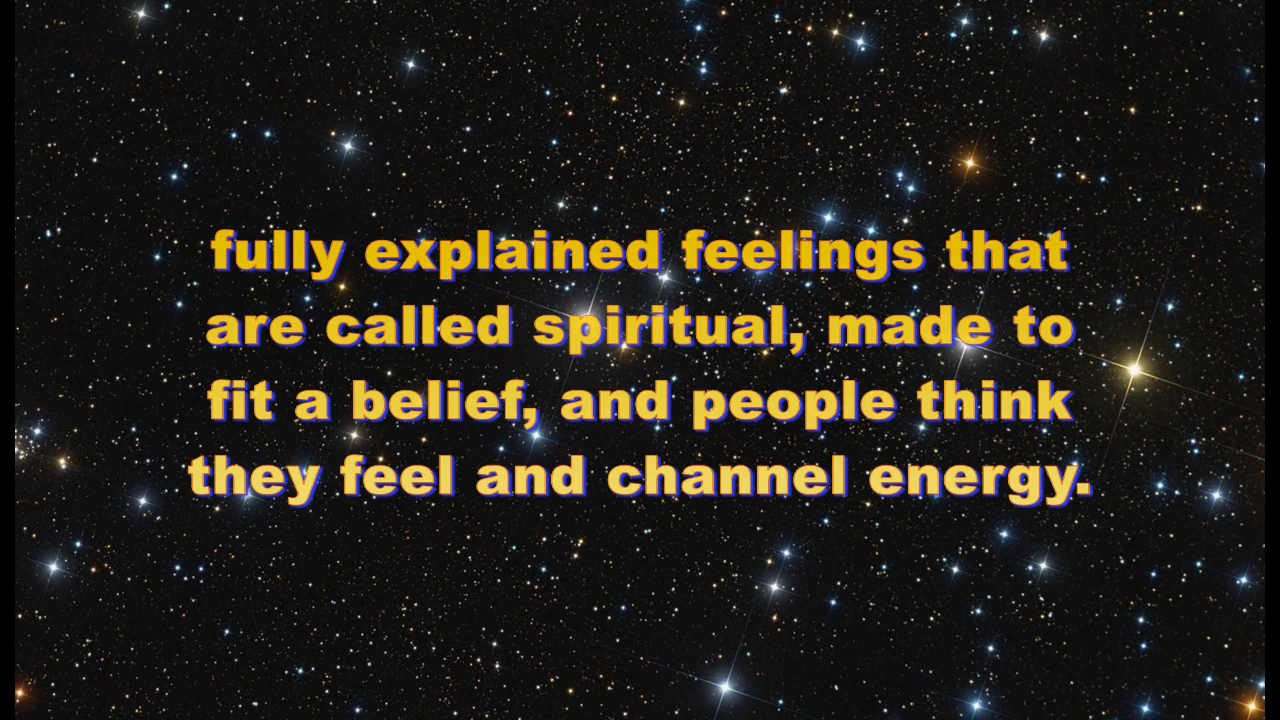 fully explained feelings that
are called spiritual, made to
fit a belief, and people think
they feel and channel energy.